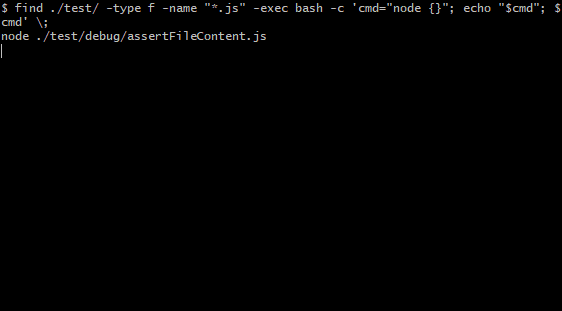 $ find ./test/ -type f -name "*.js" -exec bash -c 'cmd="node {}"; echo "$cmd"; $
cmd' \;
node ./test/debug/assertFileContent.js